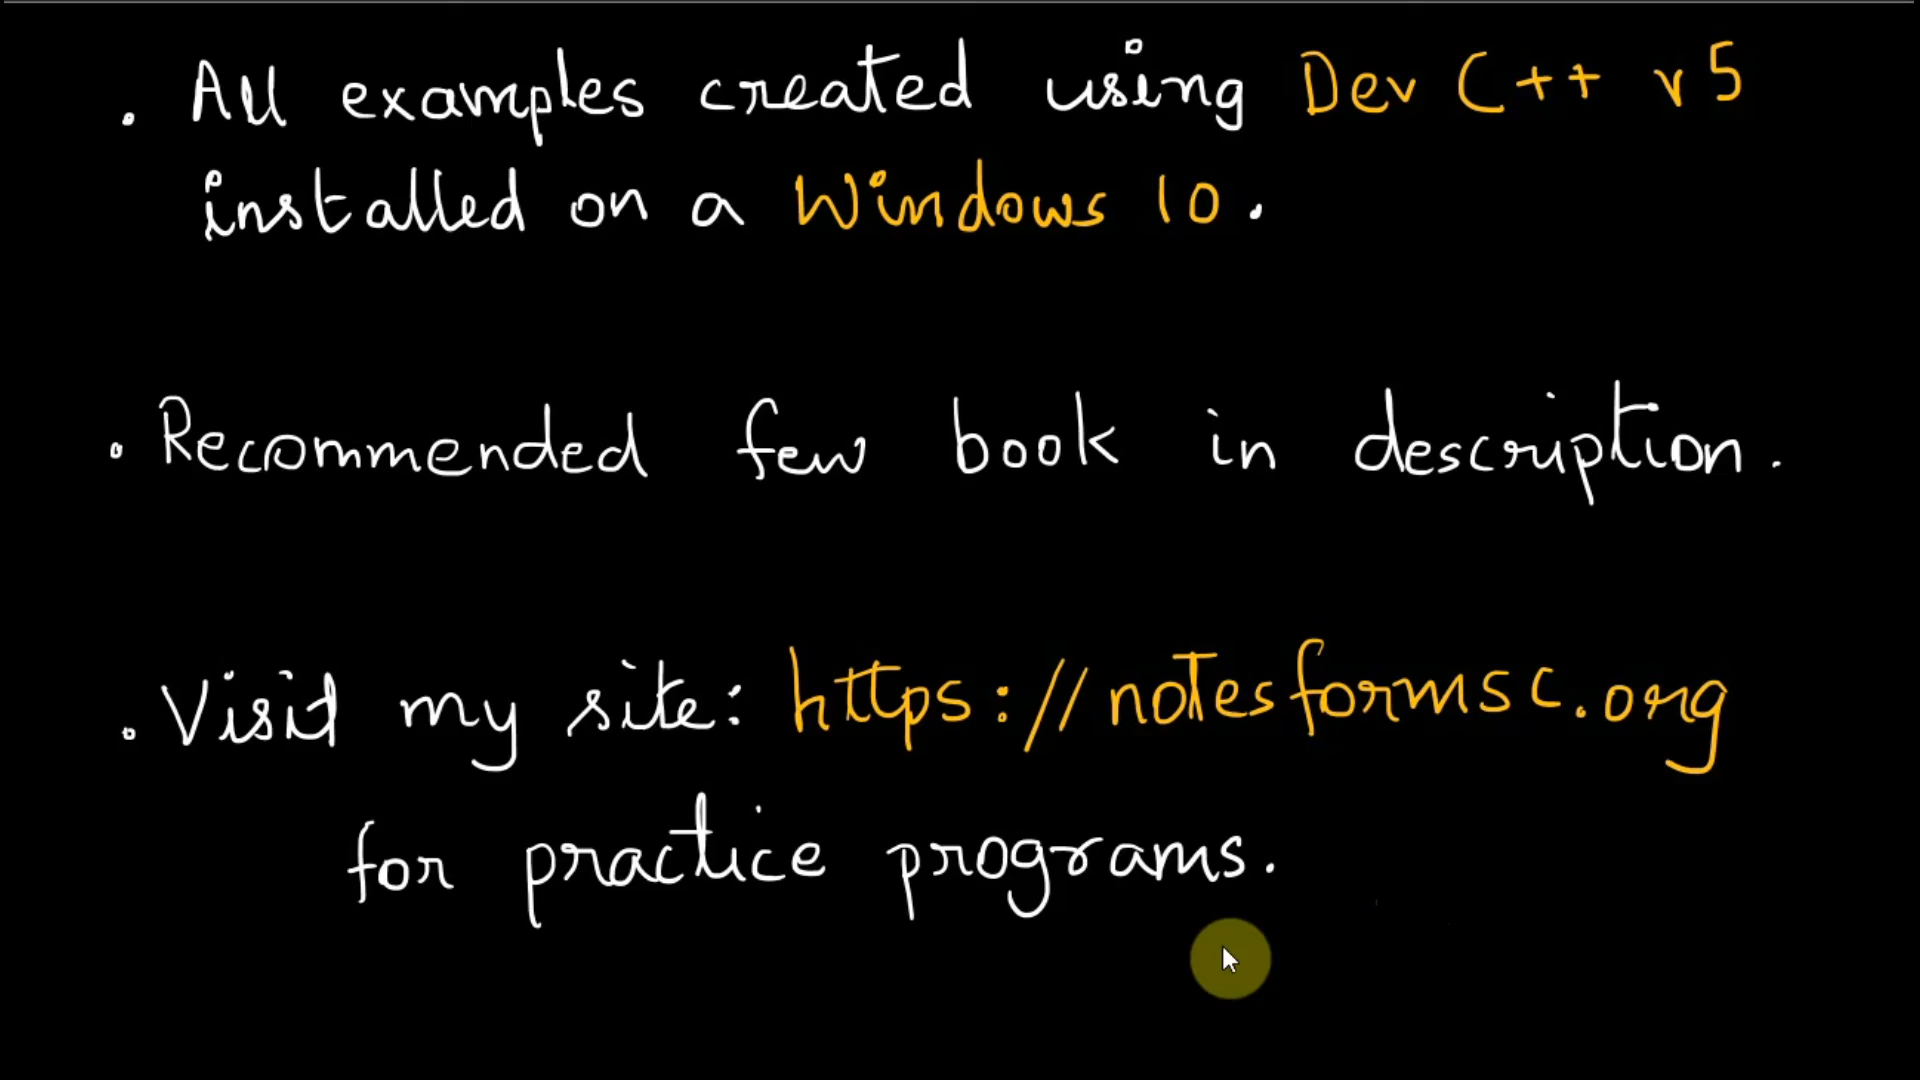 . All examples created using Dev C++ v5
installed on a Windows 10.
. Recommended few book in description.
. Visit my site: https://notesformsc.org
for practice programs.